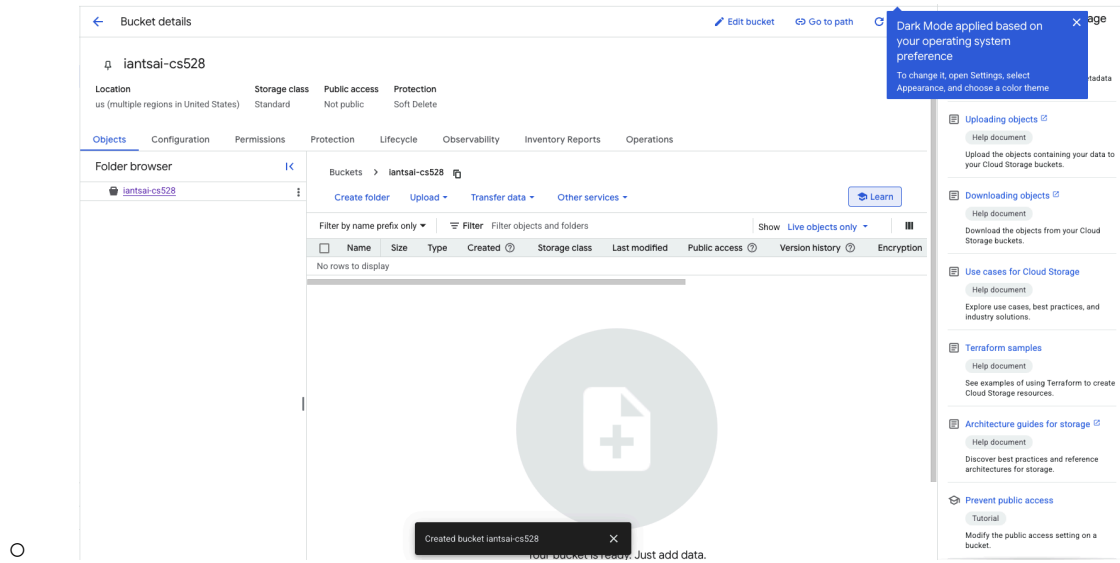 Bucket details
Edit bucket
Go to path
Dark Mode applied based on
your operating system
preference
To change it, open Settings, select
Appearance, and choose a color theme
iantsai-cs528
Location
us (multiple regions in United States)
Storage class
Standard
Public access
Not public
Protection
Soft Delete
Objects
Configuration
Permissions
Protection
Lifecycle
Observability
Inventory Reports
Operations
Folder browser
iantsai-cs528
Buckets > iantsai-cs528
Create folder
Upload
Transfer data
Other services
Learn
Filter by name prefix only
Filter
Filter objects and folders
Show
Live objects only
Name
Size
Type
Created
Storage class
Last modified
Public access
Version history
Encryption
No rows to display
Your bucket is ready. Just add data.
Created bucket iantsai-cs528
Uploading objects
Help document
Upload the objects containing your data to
your Cloud Storage buckets.
Downloading objects
Help document
Download the objects from your Cloud
Storage buckets.
Use cases for Cloud Storage
Help document
Explore use cases, best practices, and
industry solutions.
Terraform samples
Help document
See examples of using Terraform to create
Cloud Storage resources.
Architecture guides for storage
Help document
Discover best practices and reference
architectures for storage.
Prevent public access
Tutorial
Modify the public access setting on a
bucket.